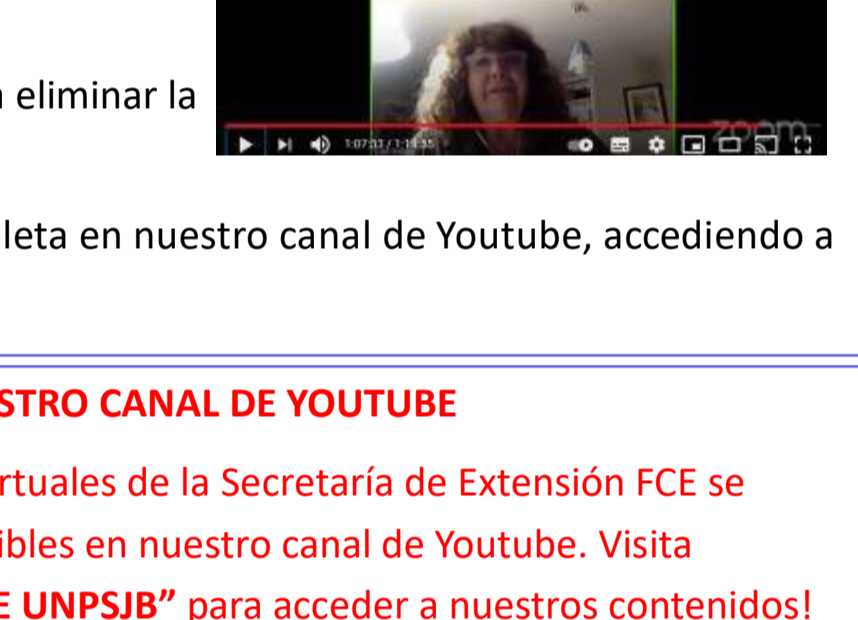 eliminar la
zoom
leta en nuestro canal de Youtube, accediendo a
STRO CANAL DE YOUTUBE
rtuales de la Secretaría de Extensión FCE se
ibles en nuestro canal de Youtube. Visita
E UNPSJB” para acceder a nuestros contenidos!